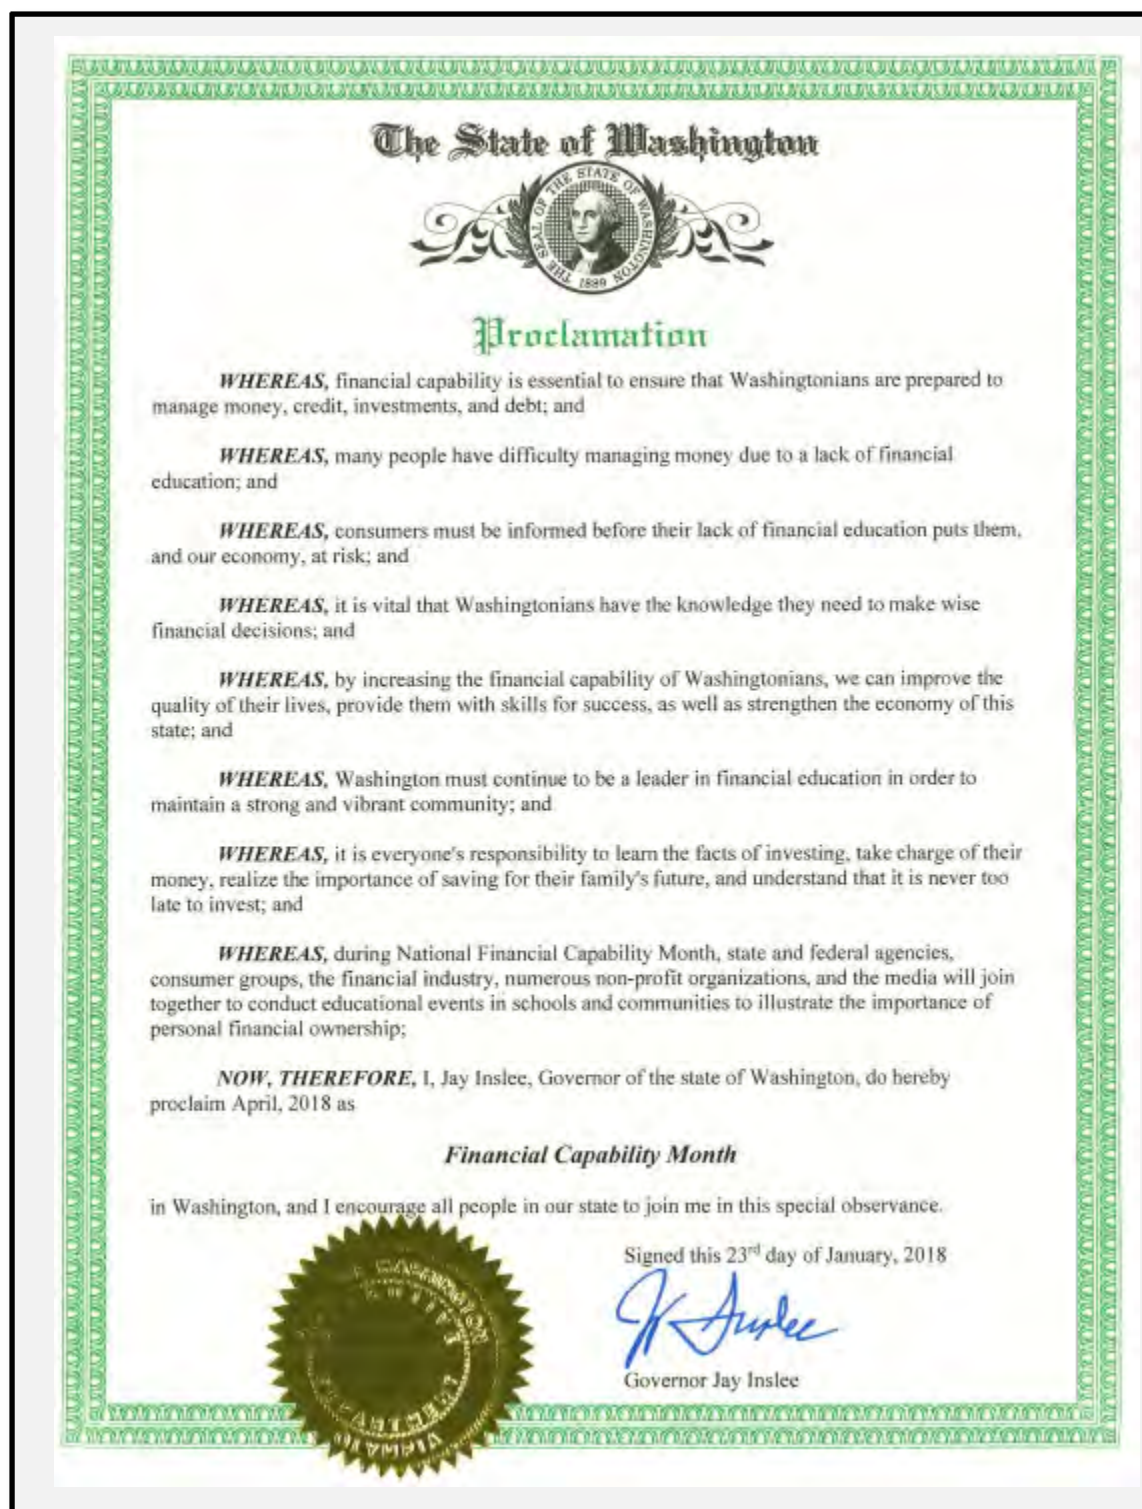 The State of Washington
THE SEAL OF THE STATE OF WASHINGTON
1889
Proclamation
WHEREAS, financial capability is essential to ensure that Washingtonians are prepared to
manage money, credit, investments, and debt; and
WHEREAS, many people have difficulty managing money due to a lack of financial
education; and
WHEREAS, consumers must be informed before their lack of financial education puts them,
and our economy, at risk; and
WHEREAS, it is vital that Washingtonians have the knowledge they need to make wise
financial decisions; and
WHEREAS, by increasing the financial capability of Washingtonians, we can improve the
quality of their lives, provide them with skills for success, as well as strengthen the economy of this
state; and
WHEREAS, Washington must continue to be a leader in financial education in order to
maintain a strong and vibrant community; and
WHEREAS, it is everyone's responsibility to learn the facts of investing, take charge of their
money, realize the importance of saving for their family's future, and understand that it is never too
late to invest; and
WHEREAS, during National Financial Capability Month, state and federal agencies,
consumer groups, the financial industry, numerous non-profit organizations, and the media will join
together to conduct educational events in schools and communities to illustrate the importance of
personal financial ownership;
NOW, THEREFORE, I, Jay Inslee, Governor of the state of Washington, do hereby
proclaim April, 2018 as
Financial Capability Month
in Washington, and I encourage all people in our state to join me in this special observance.
Signed this 23rd day of January, 2018
Jay Inslee
Governor Jay Inslee